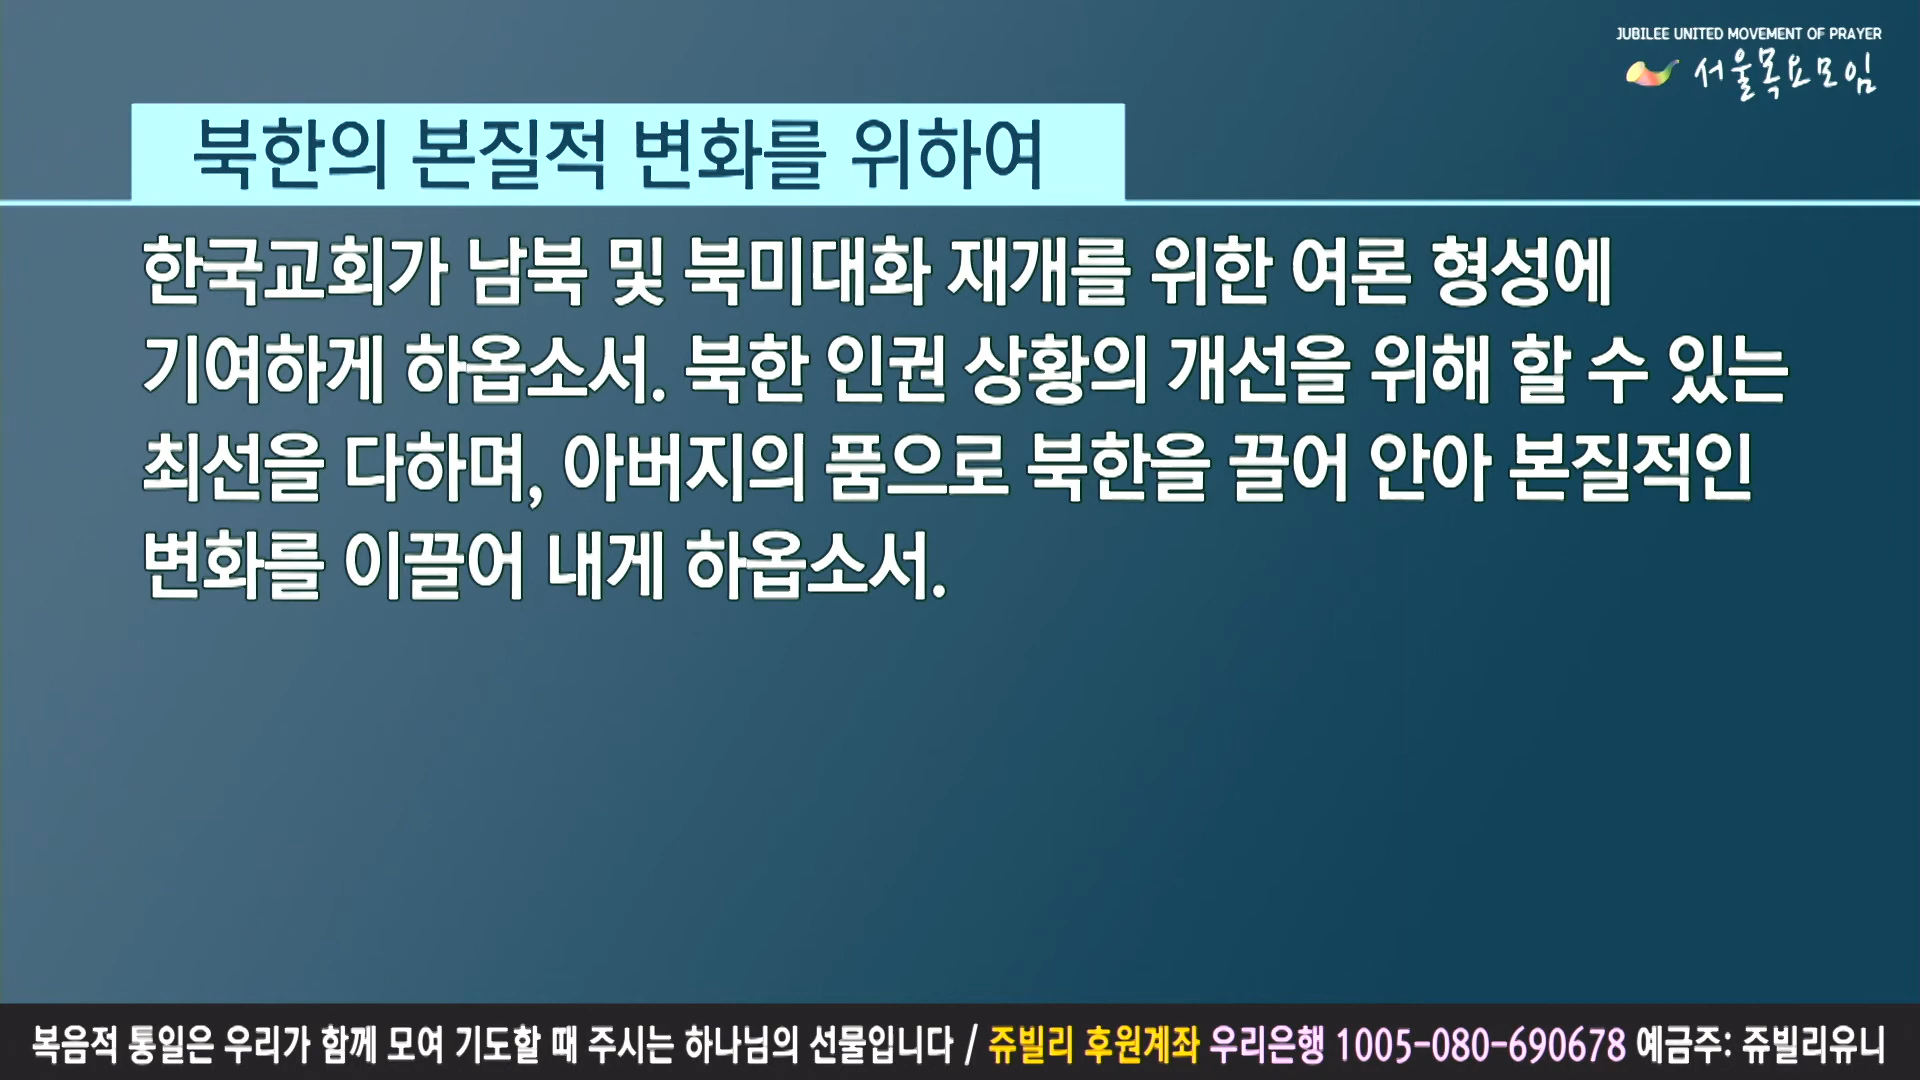 JUBILEE UNITED MOVEMENT OF PRAYER
서울목요모임
북한의 본질적 변화를 위하여
한국교회가 남북 및 북미대화 재개를 위한 여론 형성에
기여하게 하옵소서. 북한 인권 상황의 개선을 위해 할 수 있는
최선을 다하며, 아버지의 품으로 북한을 끌어 안아 본질적인
변화를 이끌어 내게 하옵소서.
복음적 통일은 우리가 함께 모여 기도할 때 주시는 하나님의 선물입니다 / 쥬빌리 후원계좌 우리은행 1005-080-690678 예금주: 쥬빌리유니